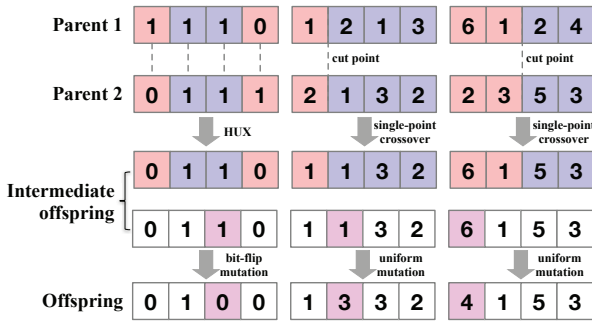 Parent 1 1 1 1 0 1 2 1 3 6 1 2 4
cut point cut point
Parent 2 0 1 1 1 2 1 3 2 2 3 5 3
HUX single-point crossover single-point crossover
0 1 1 0 1 1 3 2 6 1 5 3
Intermediate offspring
0 1 1 0 1 1 3 2 6 1 5 3
bit-flip mutation uniform mutation uniform mutation
Offspring 0 1 0 0 1 3 3 2 4 1 5 3